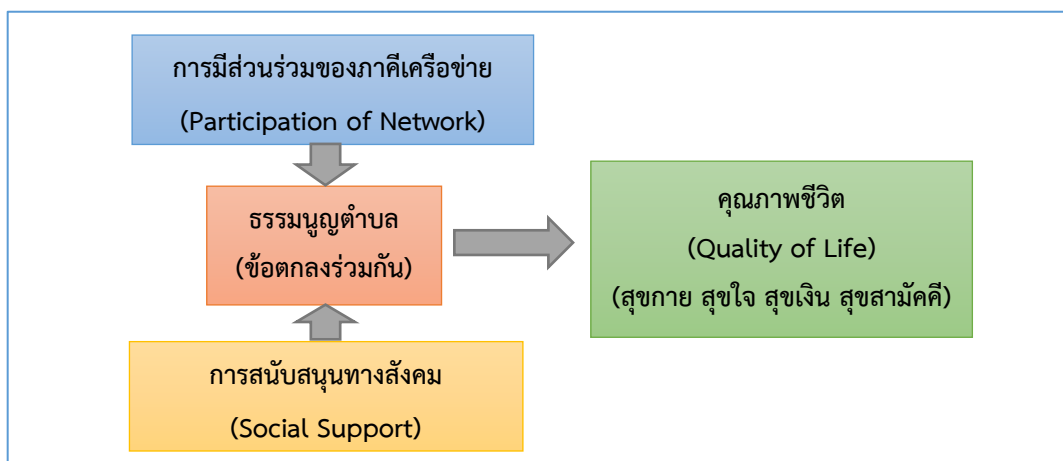 การมีส่วนร่วมของภาคีเครือข่าย
(Participation of Network)
ธรรมนูญตำบล
(ข้อตกลงร่วมกัน)
คุณภาพชีวิต
(Quality of Life)
(สุขกาย สุขใจ สุขเงิน สุขสามัคคี)
การสนับสนุนทางสังคม
(Social Support)